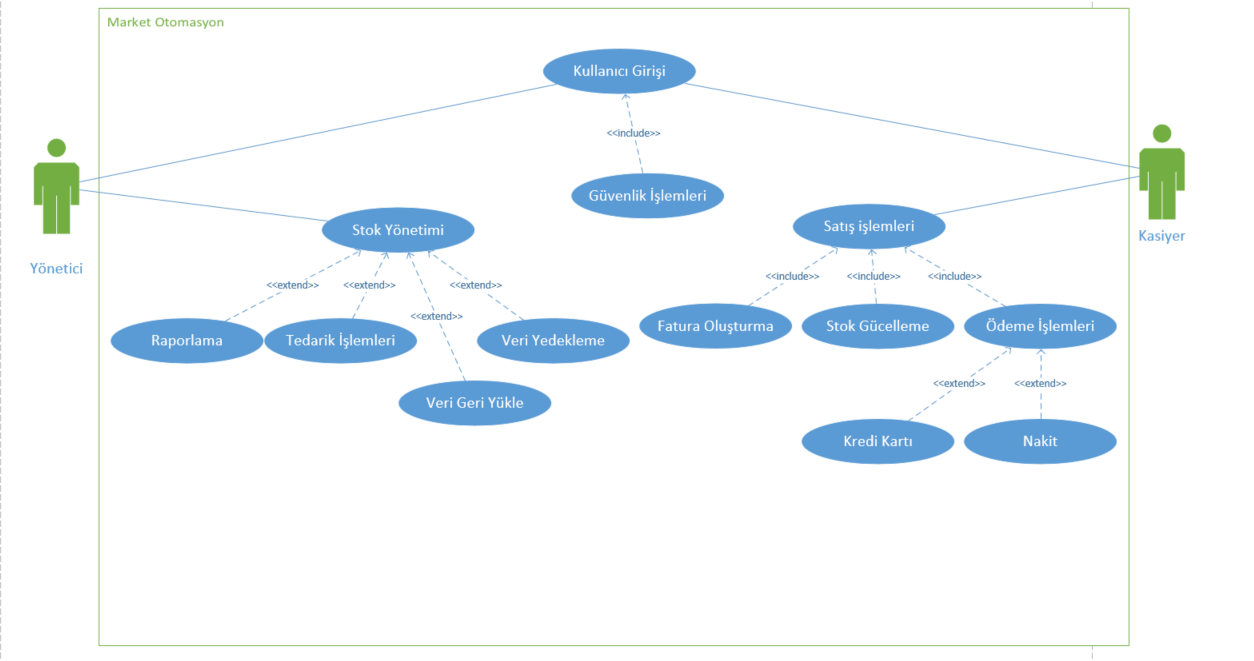 Market Otomasyon
Kullanıcı Girişi
<<include>>
Güvenlik İşlemleri
Yönetici
Kasiyer
Stok Yönetimi
<<extend>>
<<extend>>
<<extend>>
<<extend>>
Raporlama
Tedarik İşlemleri
Veri Yedekleme
Veri Geri Yükle
Satış işlemleri
<<include>>
<<include>>
<<include>>
Fatura Oluşturma
Stok Gücelleme
Ödeme İşlemleri
<<extend>>
<<extend>>
Kredi Kartı
Nakit